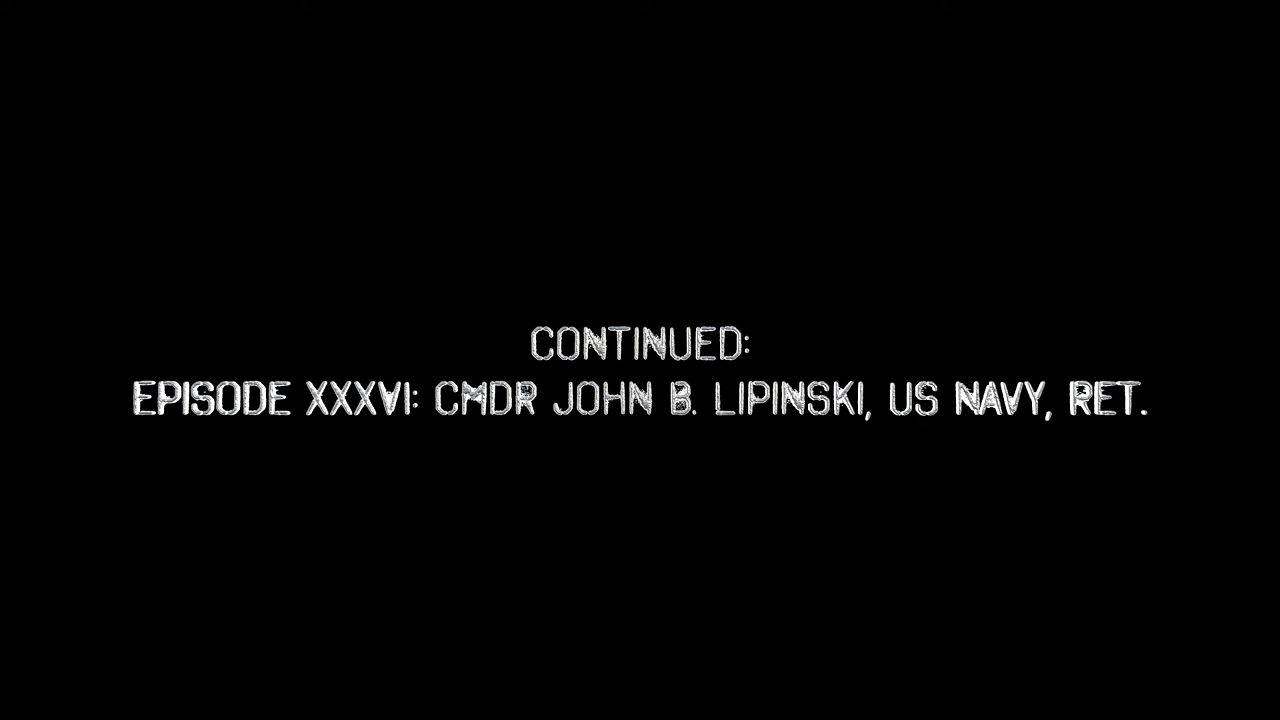 CONTINUED:
EPISODE XXXVI: CMDR JOHN B. LIPINSKI, US NAVY, RET.